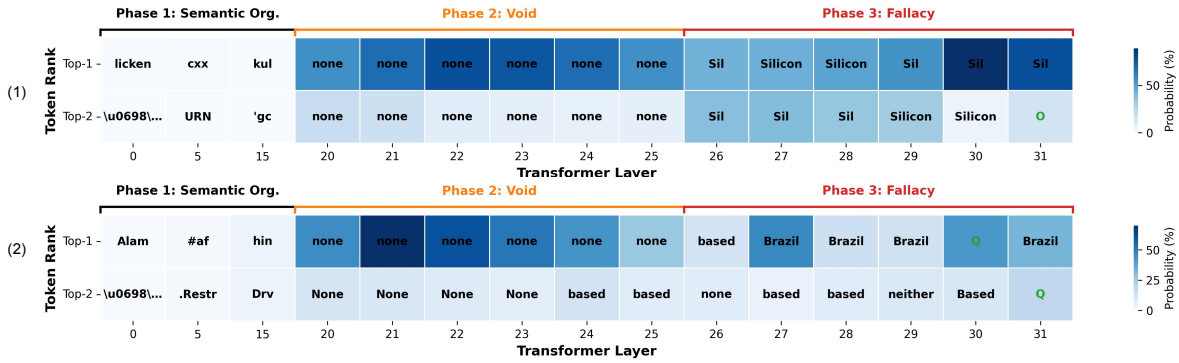 Phase 1: Semantic Org. Phase 2: Void Phase 3: Fallacy
(1)
Token Rank
Top-1 licken cxx kul none none none none none none Sil Silicon Silicon Sil Sil Sil
Top-2 \u0698\... URN 'gc none none none none none none Sil Sil Sil Silicon Silicon O
0 5 15 20 21 22 23 24 25 26 27 28 29 30 31
Transformer Layer
Probability (%)
50
0
Phase 1: Semantic Org. Phase 2: Void Phase 3: Fallacy
(2)
Token Rank
Top-1 Alam #af hin none none none none none none based Brazil Brazil Brazil Q Brazil
Top-2 \u0698\... .Restr Drv None None None None based based none based based neither Based Q
0 5 15 20 21 22 23 24 25 26 27 28 29 30 31
Transformer Layer
Probability (%)
50
25
0